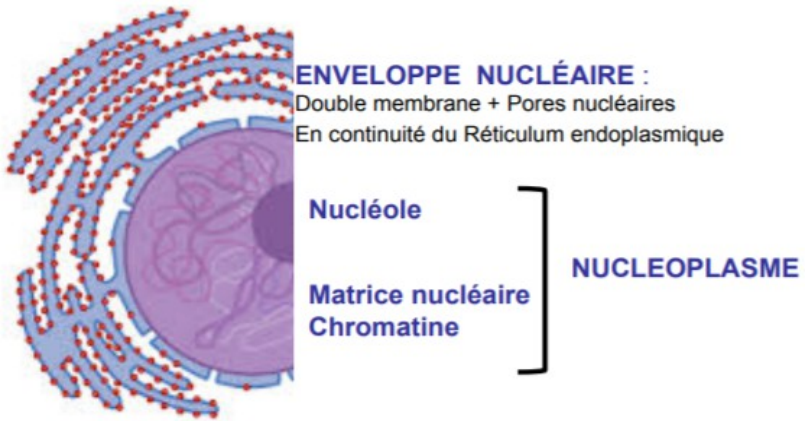 ENVELOPPE NUCLÉAIRE :
Double membrane + Pores nucléaires
En continuité du Réticulum endoplasmique
Nucléole
Matrice nucléaire
Chromatine
NUCLEOPLASME